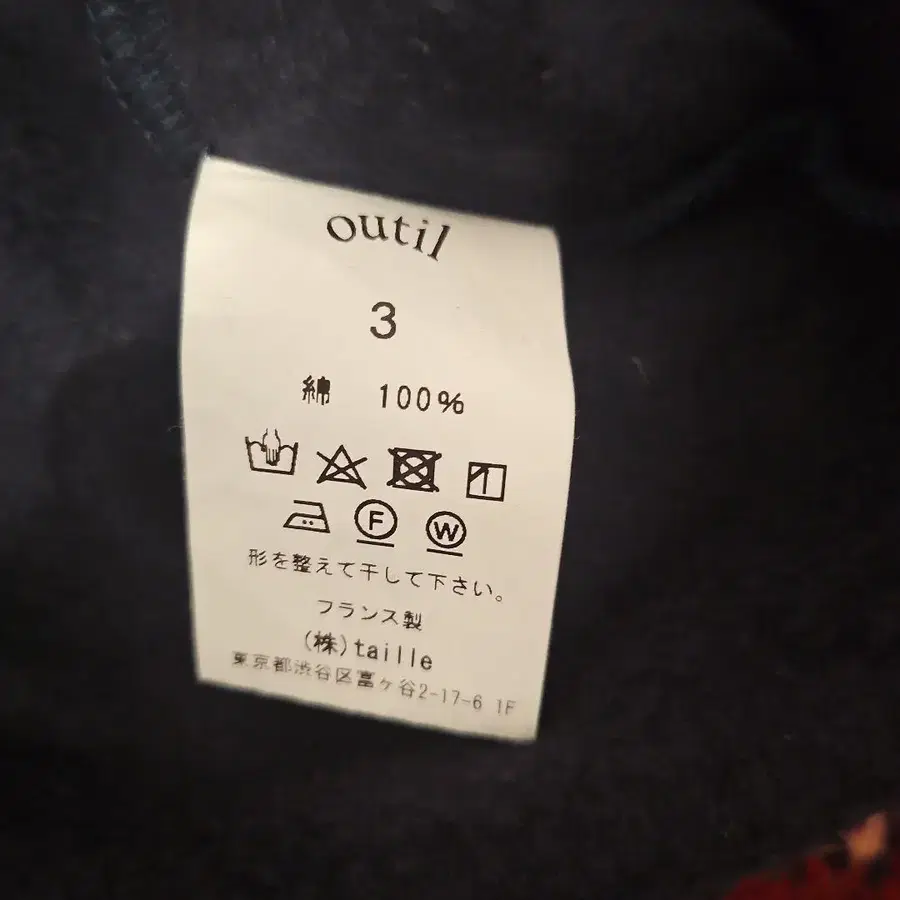 outil
3
綿 100%
F W
形を整えて干して下さい。
フランス製
(株)taille
東京都渋谷区富ヶ谷2-17-6 1F